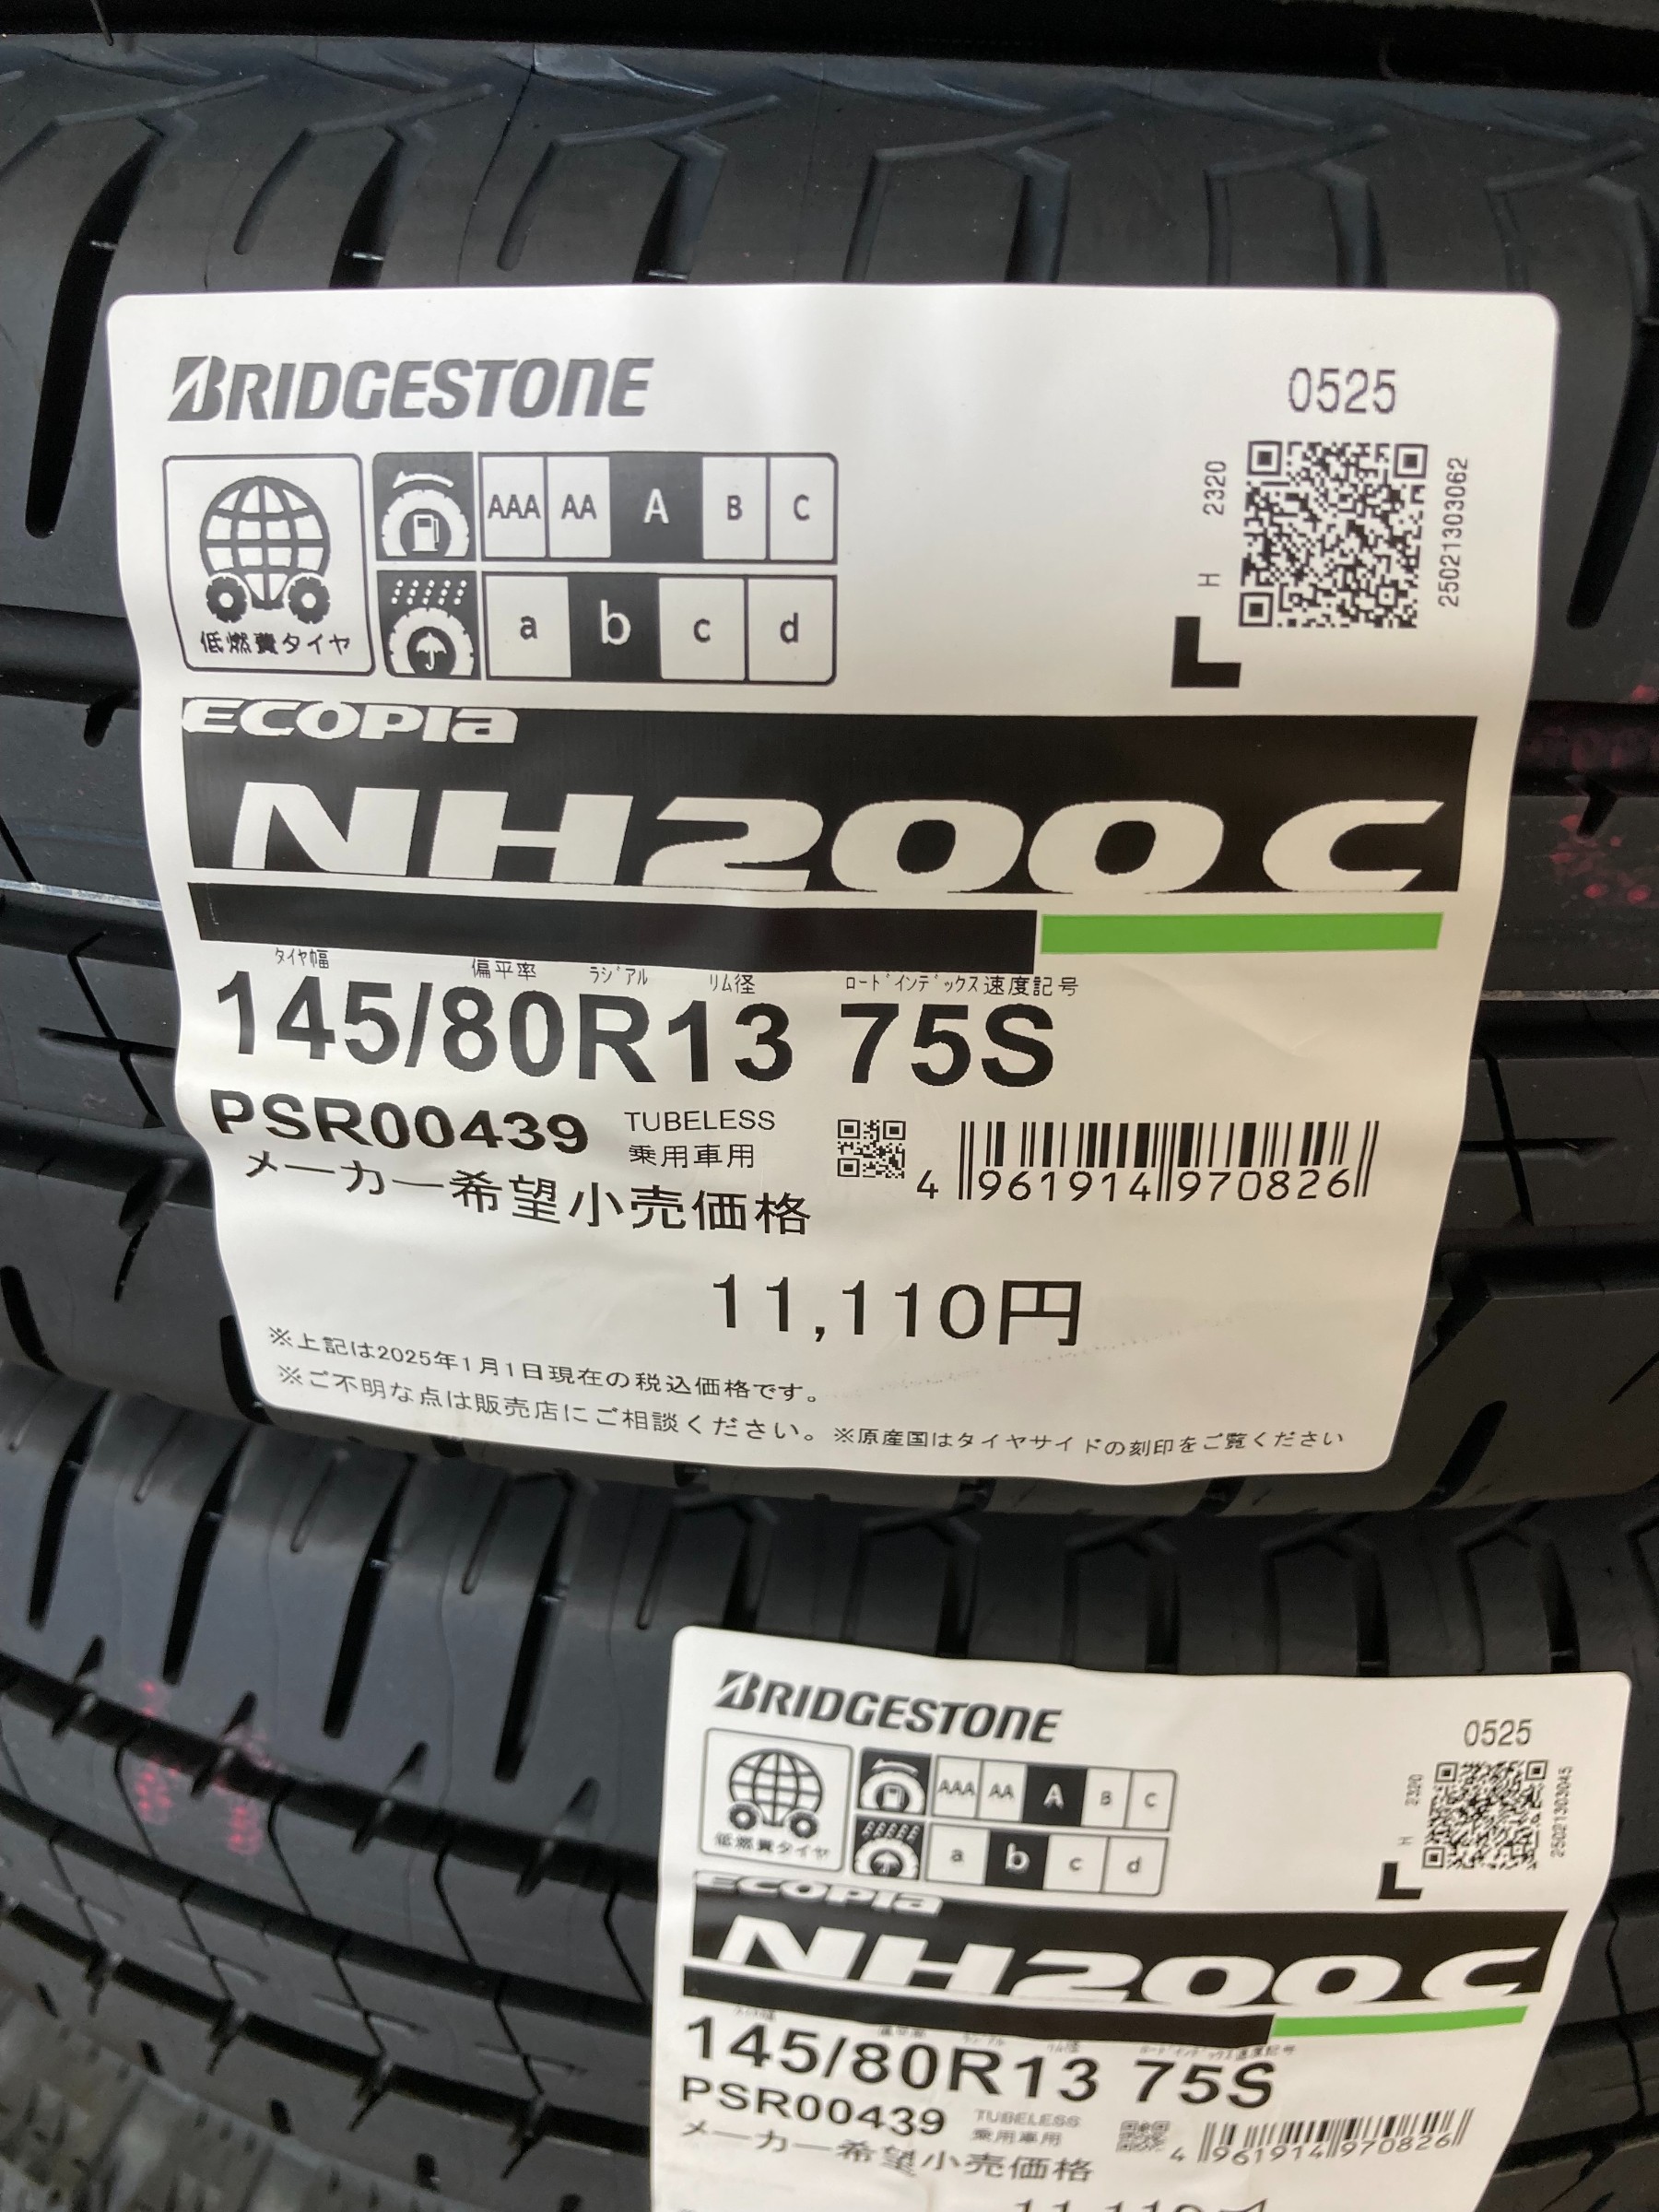 BRIDGESTONE
0525
2320
H
2502130​3062
低燃費タイヤ
AAA AA A B C
a b c d
L
ECOPIA
NH200 C
タイヤ幅 偏平率 ラジアル リム径 ロードインデックス速度記号
145/80R13 75S
PSR00439 TUBELESS
乗用車用
4 961914 970826
メーカー希望小売価格
11,110円
※上記は2025年1月1日現在の税込価格です。
※ご不明な点は販売店にご相談ください。※原産国はタイヤサイドの刻印をご覧ください
BRIDGESTONE
0525
2320
H
25021303045
低燃費タイヤ
AAA AA A B C
a b c d
L
ECOPIA
NH200 C
145/80R13 75S
PSR00439 TUBELESS
乗用車用
4 961914 970826
メーカー希望小売価格